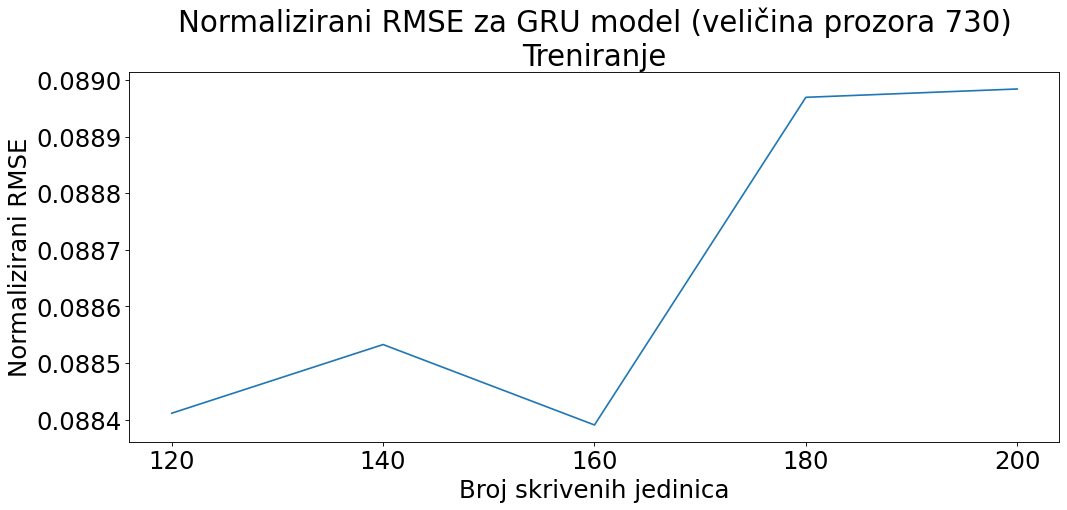 Normalizirani RMSE za GRU model (veličina prozora 730)
Treniranje
Normalizirani RMSE
0.0890
0.0889
0.0888
0.0887
0.0886
0.0885
0.0884
120 140 160 180 200
Broj skrivenih jedinica